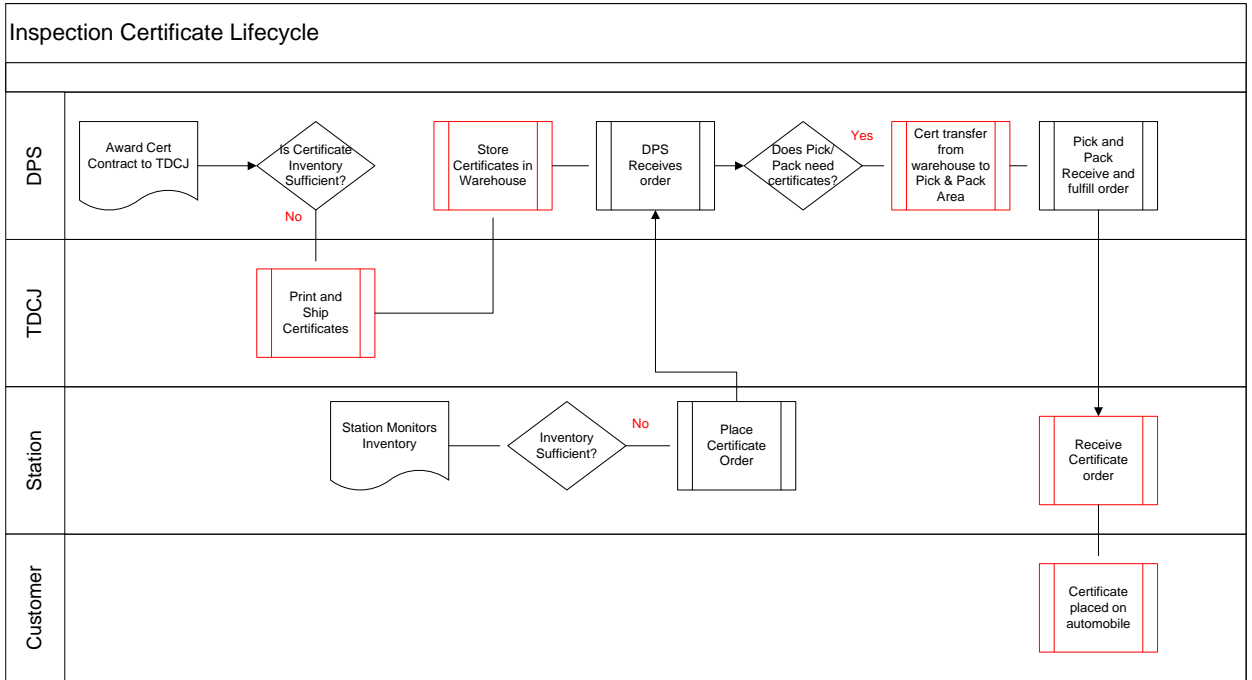 Inspection Certificate Lifecycle
DPS
Award Cert
Contract to TDCJ
Is Certificate
Inventory
Sufficient?
No
Store
Certificates in
Warehouse
DPS
Receives
order
Does Pick/
Pack need
certificates?
Yes
Cert transfer
from
warehouse to
Pick & Pack
Area
Pick and
Pack
Receive and
fulfill order
TDCJ
Print and
Ship
Certificates
Station
Station Monitors
Inventory
Inventory
Sufficient?
No
Place
Certificate
Order
Receive
Certificate
order
Customer
Certificate
placed on
automobile